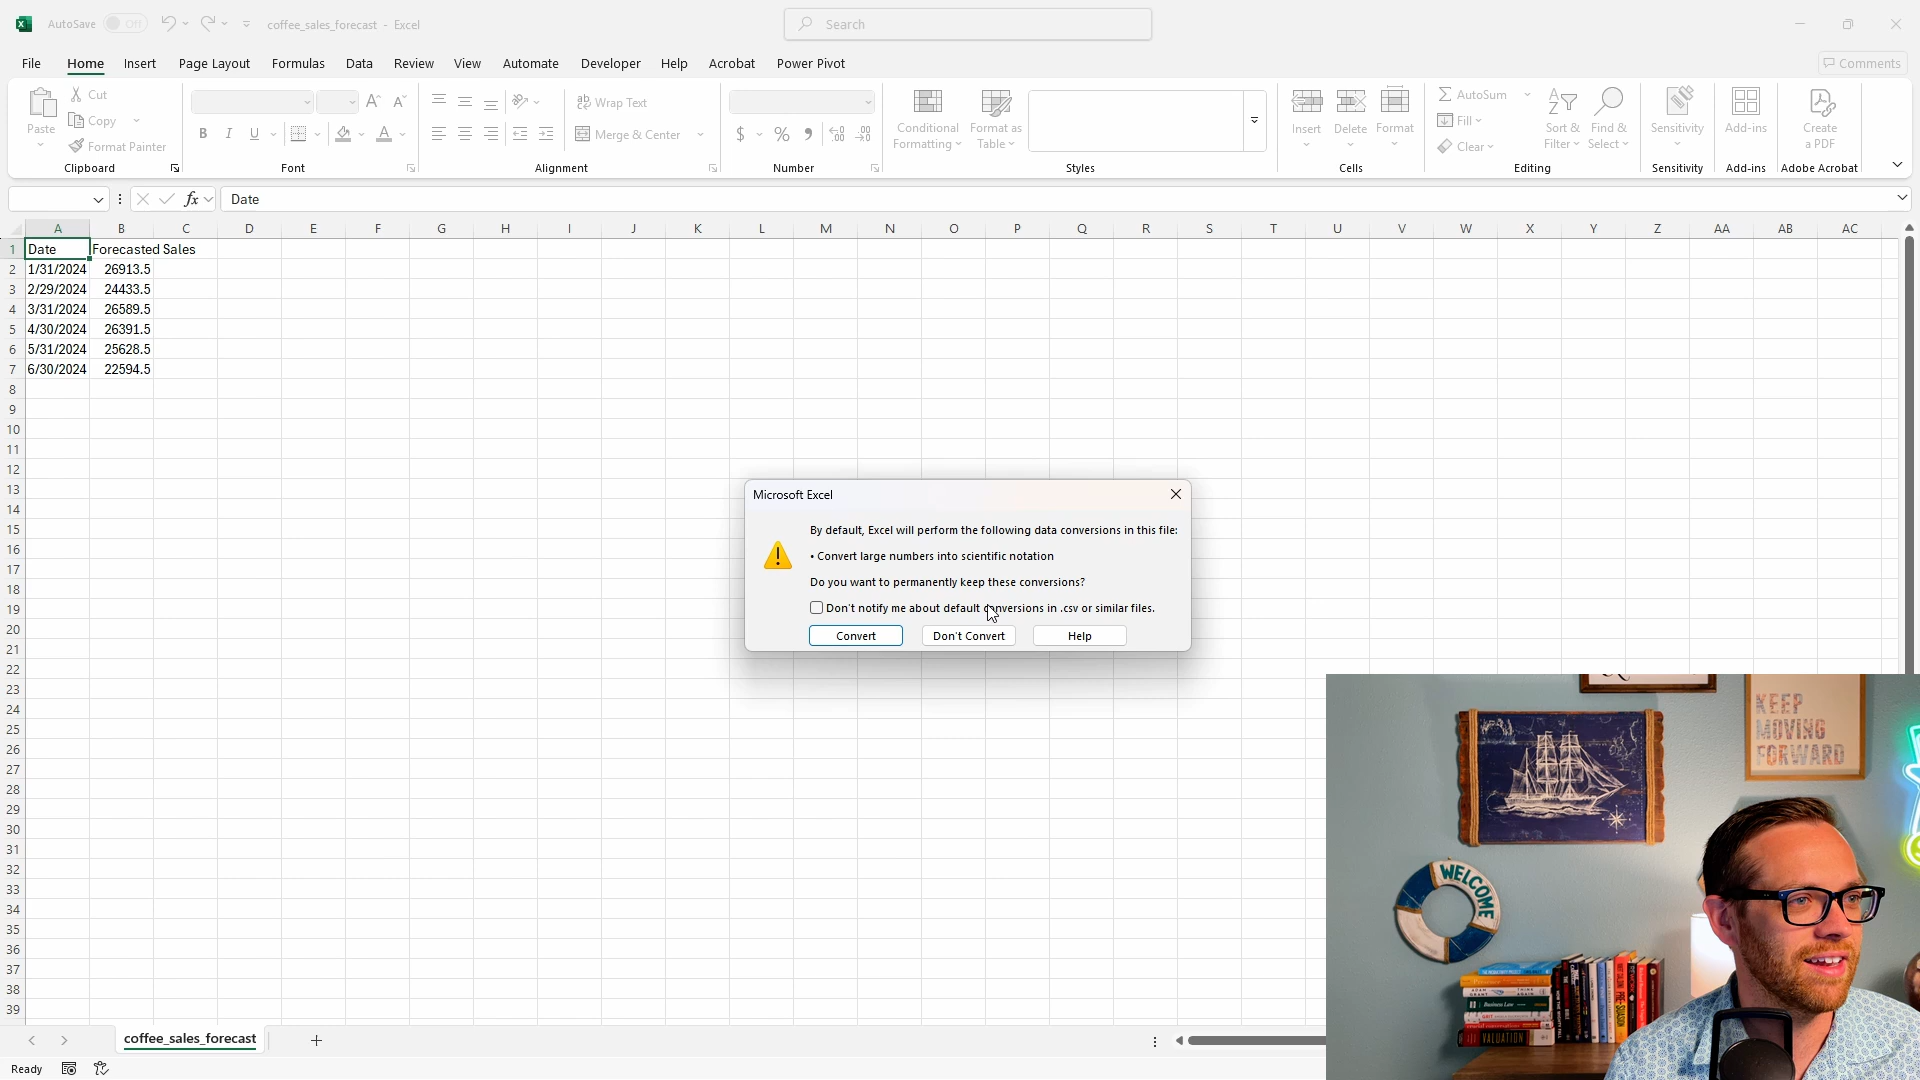 AutoSave Off coffee_sales_forecast - Excel Search
File Home Insert Page Layout Formulas Data Review View Automate Developer Help Acrobat Power Pivot Comments
Paste Cut Copy Format Painter
Clipboard
B I U A
Font
Wrap Text
Merge & Center
Alignment
$ % ,
Number
Conditional Formatting
Format as Table
Styles
Insert Delete Format
Cells
AutoSum
Fill
Clear
Sort & Filter
Find & Select
Editing
Sensitivity
Sensitivity
Add-ins
Add-ins
Create a PDF
Adobe Acrobat
fx Date
A B C D E F G H I J K L M N O P Q R S T U V W X Y Z AA AB AC
1 Date Forecasted Sales
2 1/31/2024 26913.5
3 2/29/2024 24433.5
4 3/31/2024 26589.5
5 4/30/2024 26391.5
6 5/31/2024 25628.5
7 6/30/2024 22594.5
8
9
10
11
12
13
14
15
16
17
18
19
20
21
22
23
24
25
26
27
28
29
30
31
32
33
34
35
36
37
38
39
Microsoft Excel
By default, Excel will perform the following data conversions in this file:
• Convert large numbers into scientific notation
Do you want to permanently keep these conversions?
Don't notify me about default conversions in .csv or similar files.
Convert Don't Convert Help
KEEP
MOVING
FORWARD
WELCOME
Business Law
GRIT
VALUATION
coffee_sales_forecast
Ready